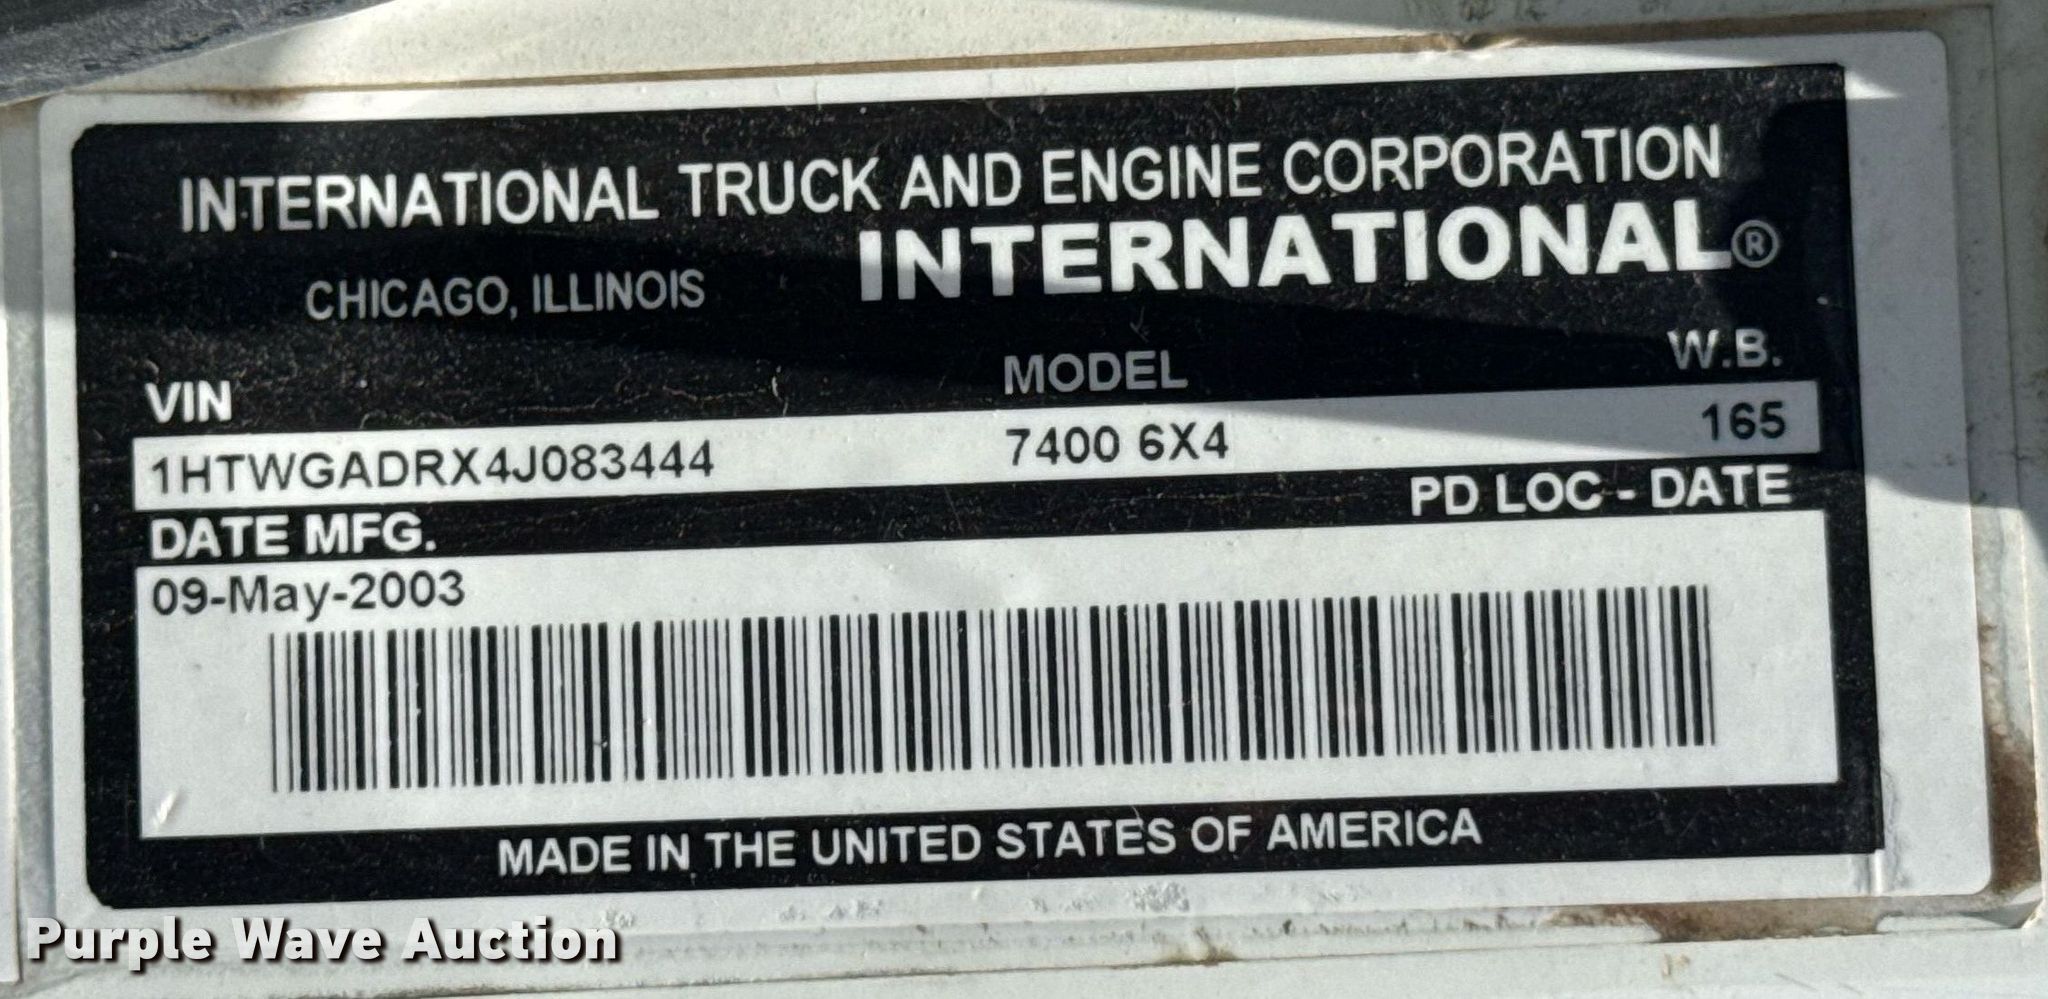 INTERNATIONAL TRUCK AND ENGINE CORPORATION
CHICAGO, ILLINOIS
INTERNATIONAL®
VIN MODEL W.B.
1HTWGADRX4J083444 7400 6X4 165
DATE MFG. PD LOC - DATE
09-May-2003
MADE IN THE UNITED STATES OF AMERICA
Purple Wave Auction